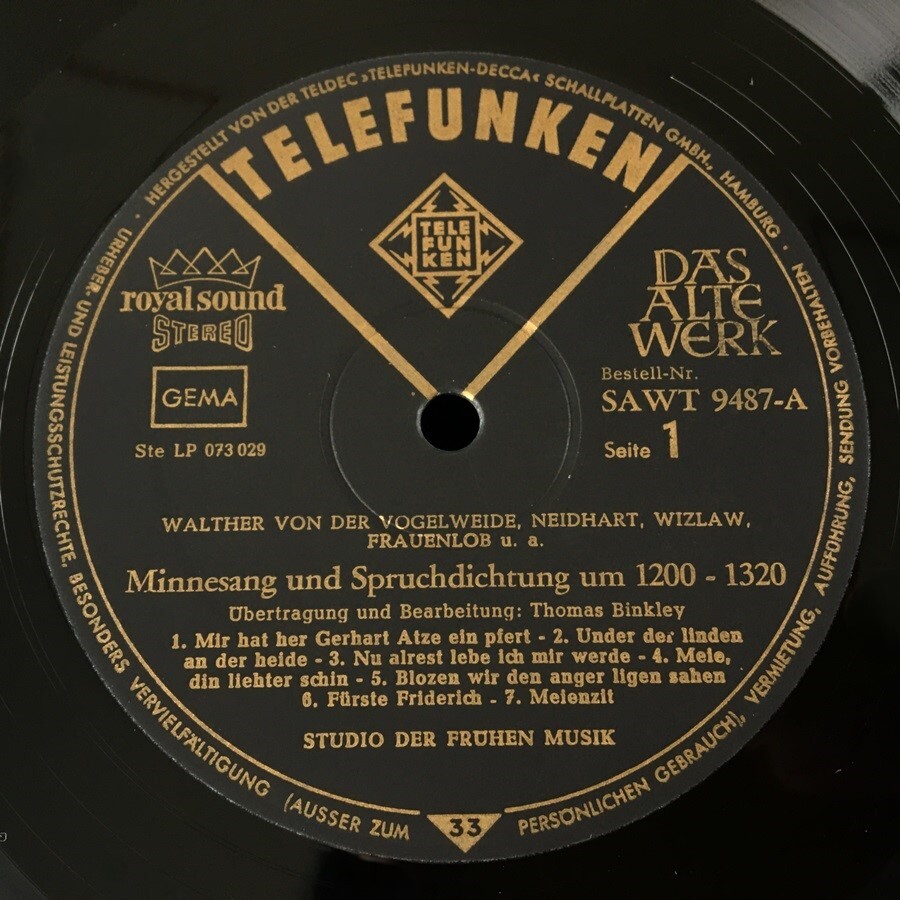 HERGESTELLT VON DER TELDEC »TELEFUNKEN-DECCA« SCHALLPLATTEN GMBH, HAMBURG ·
TELEFUNKEN
TELE
FUN
KEN
royal sound
STEREO
GEMA
Ste LP 073 029
DAS
ALTE
WERK
Bestell-Nr.
SAWT 9487-A
Seite 1
WALTHER VON DER VOGELWEIDE, NEIDHART, WIZLAW,
FRAUENLOB u. a.
Minnesang und Spruchdichtung um 1200 - 1320
Übertragung und Bearbeitung: Thomas Binkley
1. Mir hat her Gerhart Atze ein pfert - 2. Under der linden
an der heide - 3. Nu alrest lebe ich mir werde - 4. Meie,
din liehter schin - 5. Blozen wir den anger ligen sahen
6. Fürste Friderich - 7. Meienzit
STUDIO DER FRÜHEN MUSIK
33
· URHEBER- UND LEISTUNGSSCHUTZRECHTE, BESONDERS VERVIELFÄLTIGUNG (AUSSER ZUM PERSÖNLICHEN GEBRAUCH), VERMIETUNG, AUFFÜHRUNG, SENDUNG VORBEHALTEN ·